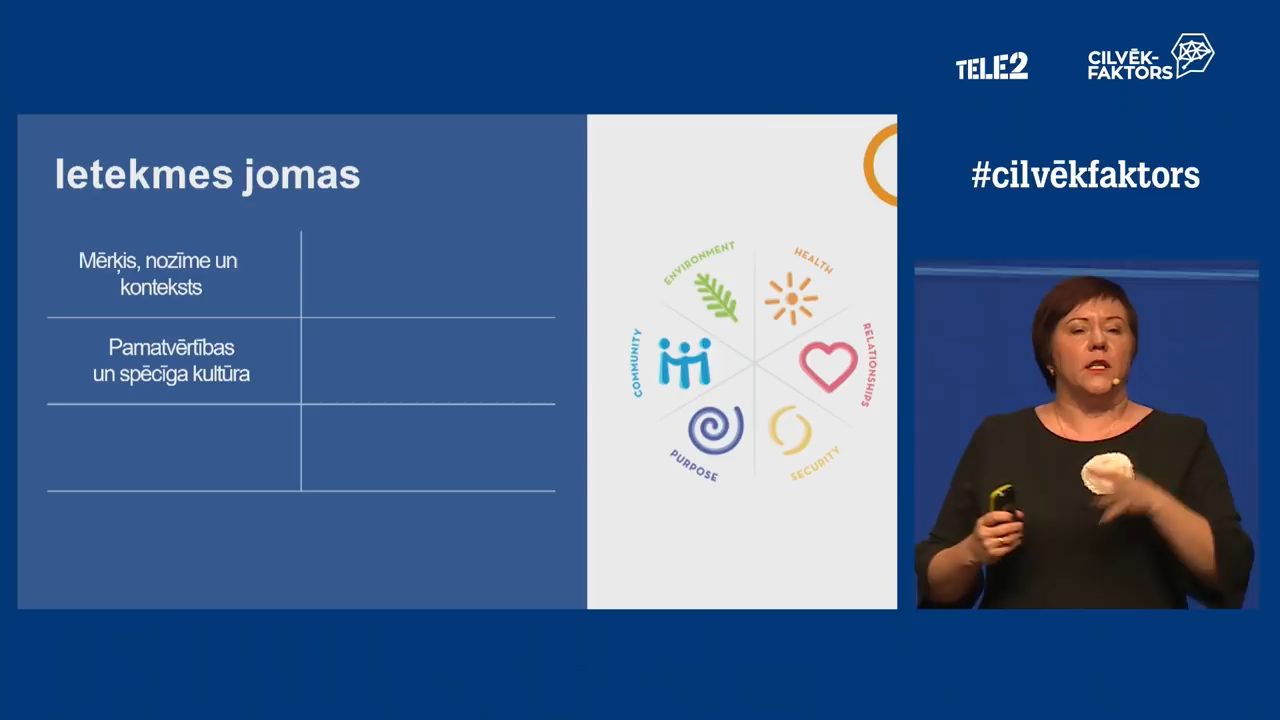 TELE2
CILVĒK-
FAKTORS
#cilvēkfaktors
Ietekmes jomas
Mērķis, nozīme un
konteksts
Pamatvērtības
un spēcīga kultūra
ENVIRONMENT
HEALTH
COMMUNITY
RELATIONSHIPS
PURPOSE
SECURITY